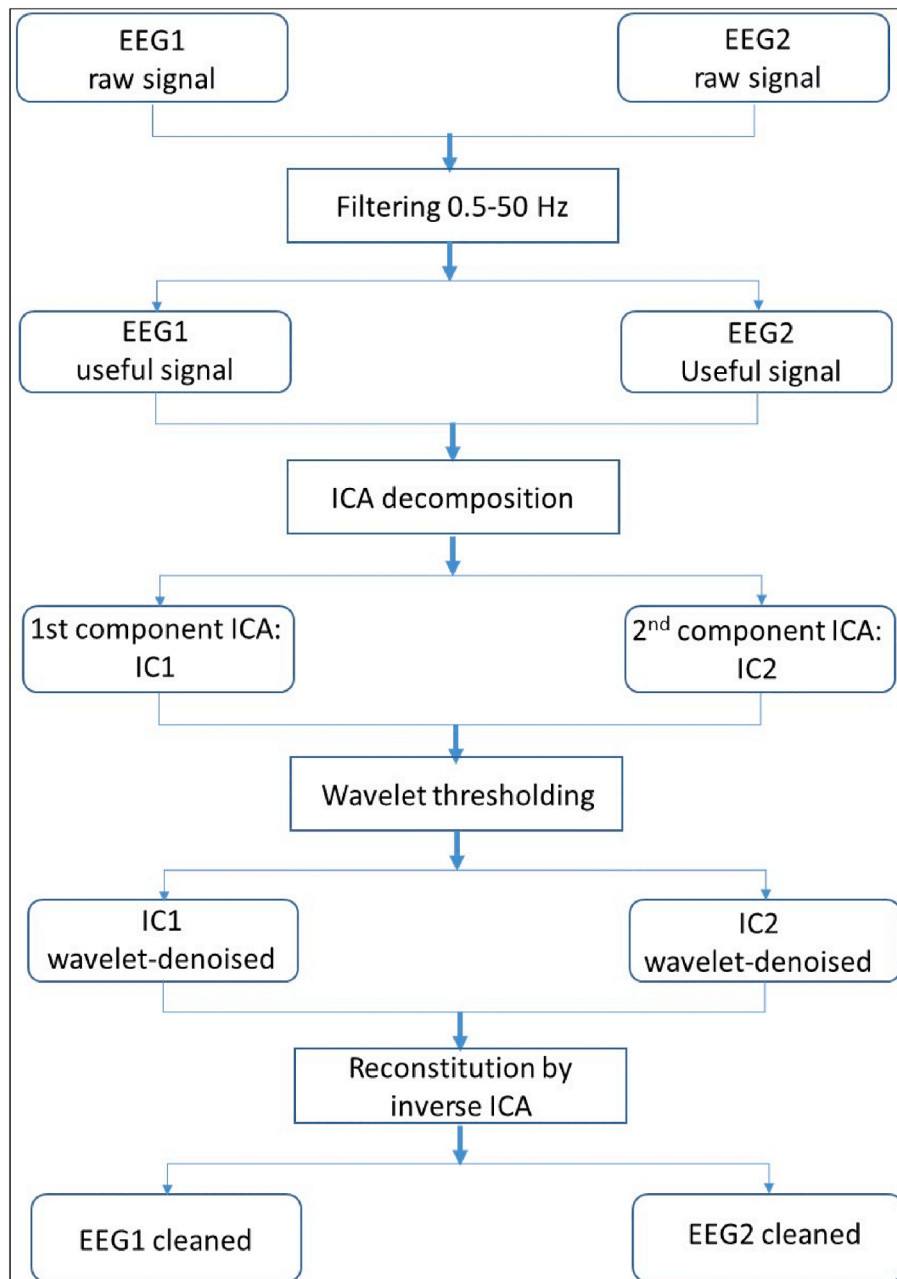 EEG1
raw signal
EEG2
raw signal
Filtering 0.5-50 Hz
EEG1
useful signal
EEG2
Useful signal
ICA decomposition
1st component ICA:
IC1
2nd component ICA:
IC2
Wavelet thresholding
IC1
wavelet-denoised
IC2
wavelet-denoised
Reconstitution by
inverse ICA
EEG1 cleaned
EEG2 cleaned